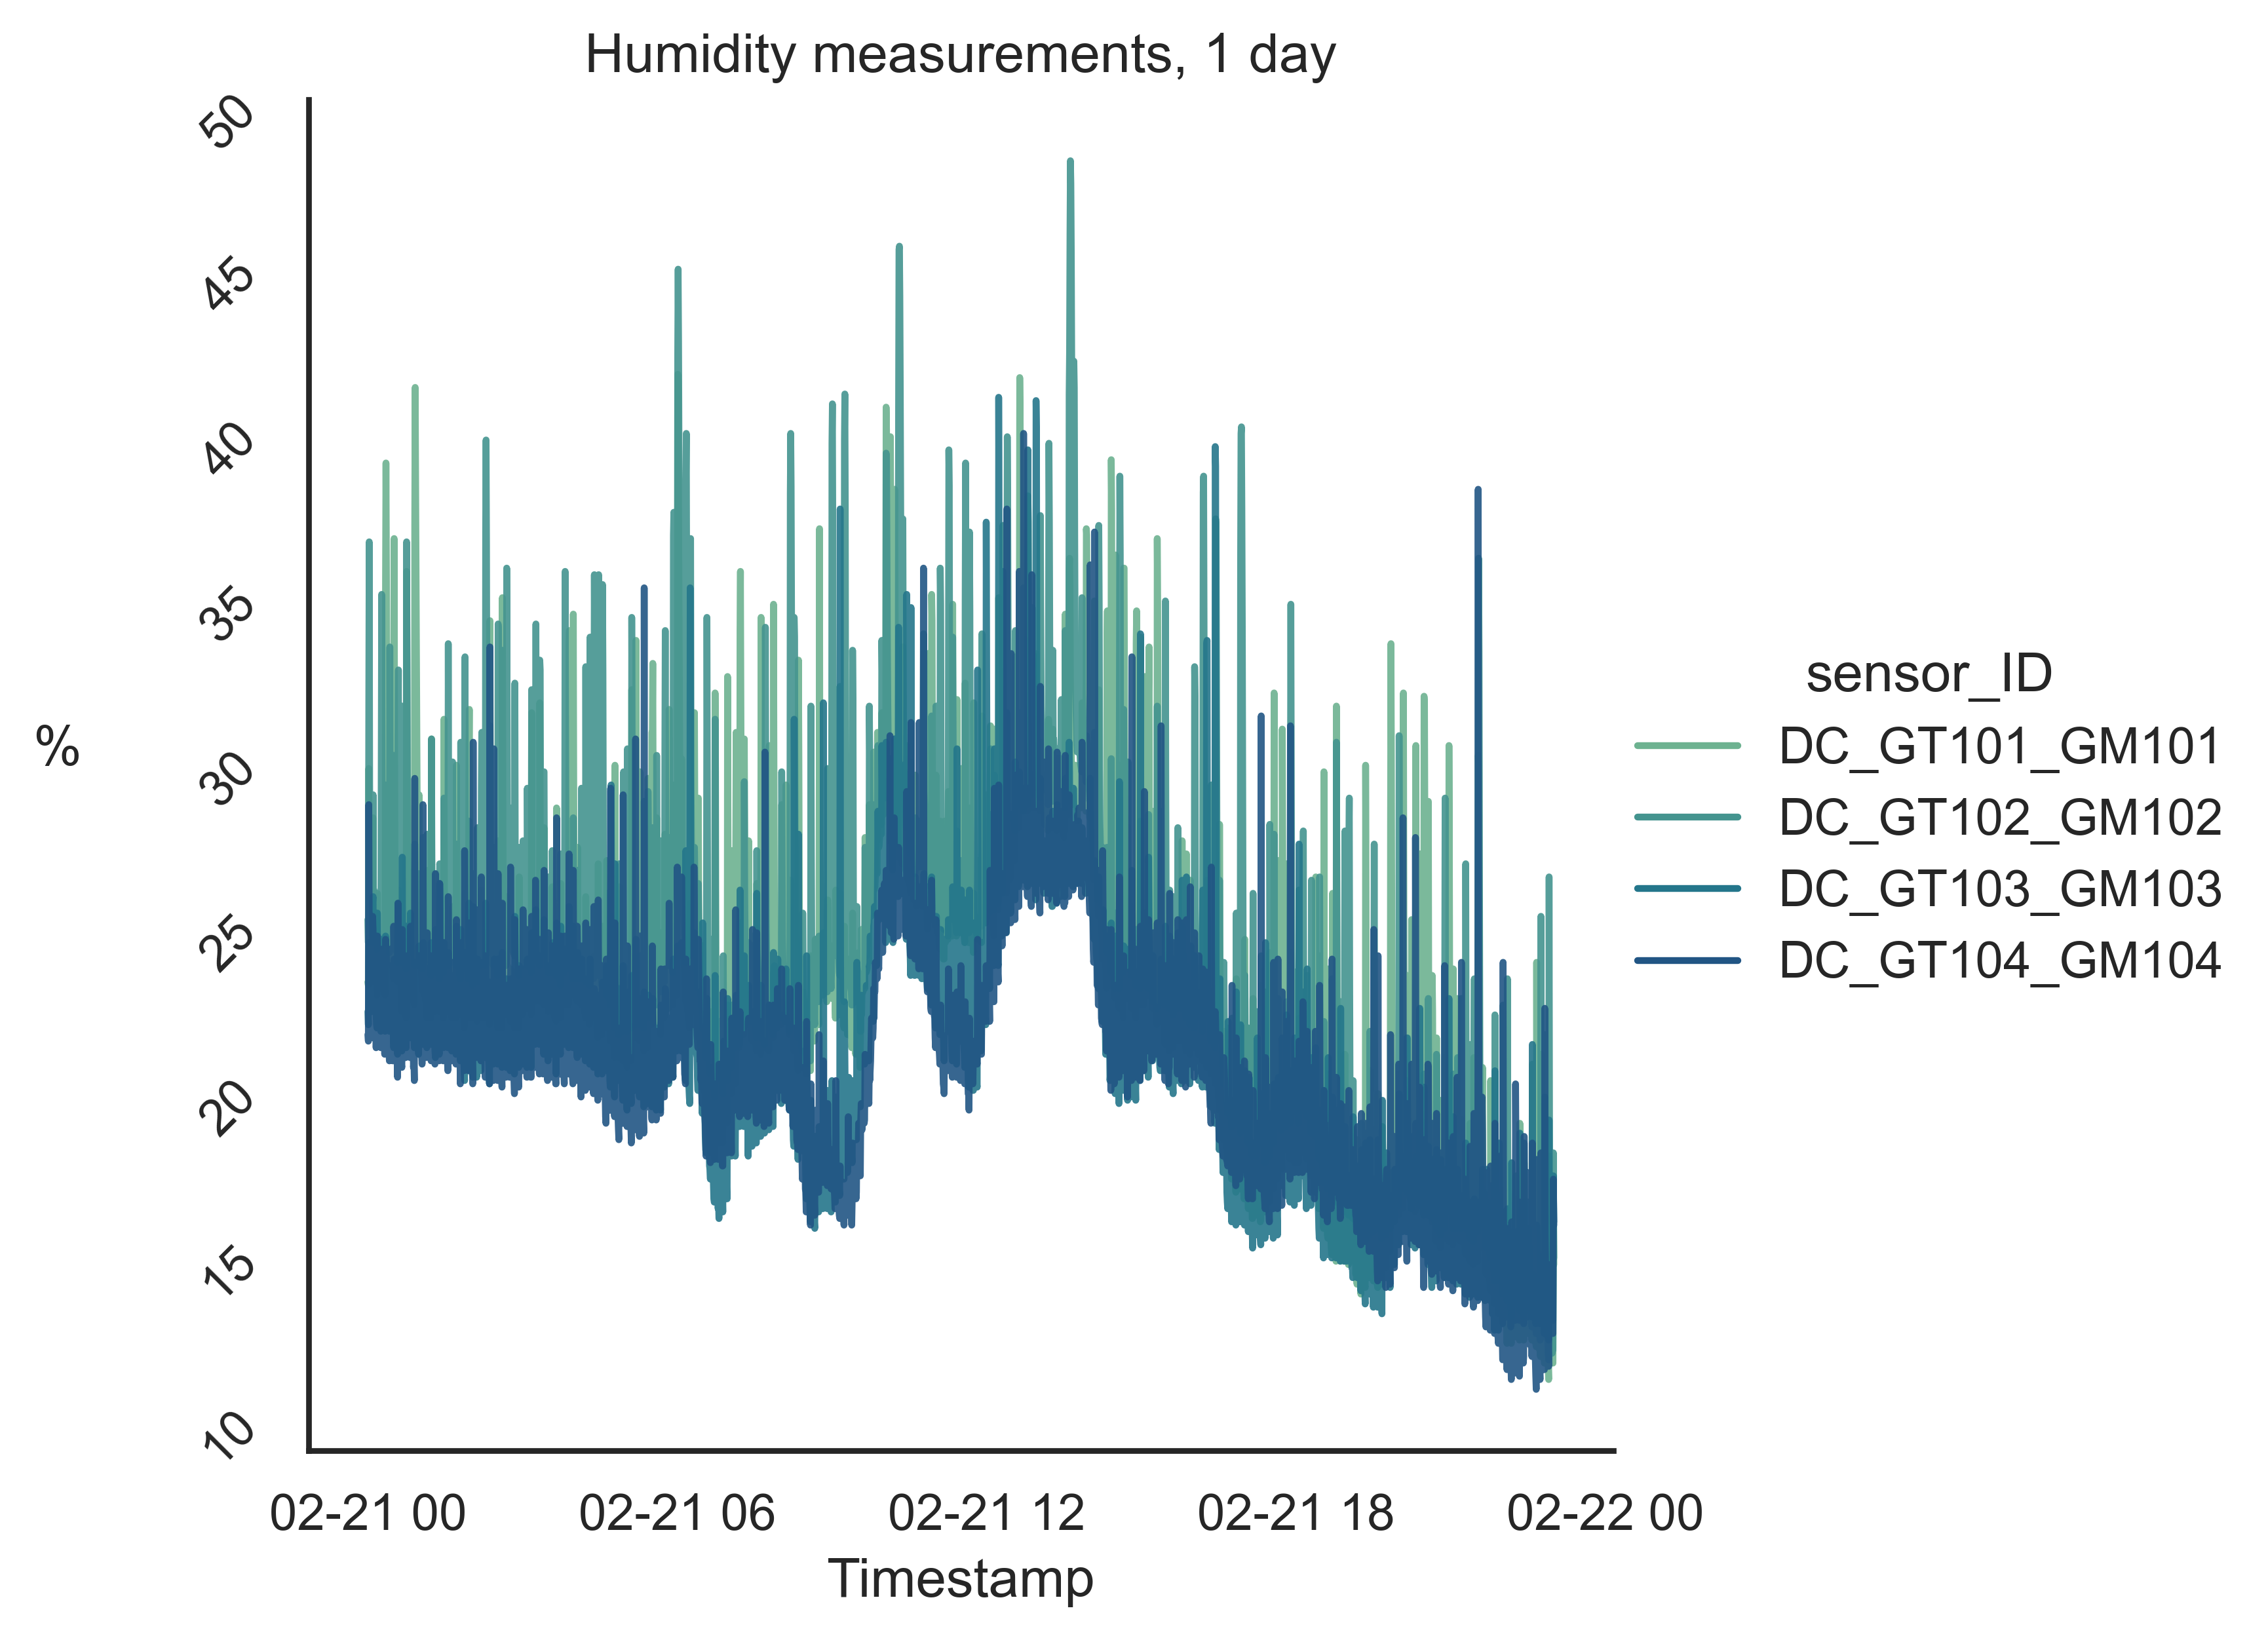 Humidity measurements, 1 day
50
45
40
35
30
25
20
15
10
%
02-21 00 02-21 06 02-21 12 02-21 18 02-22 00
Timestamp
sensor_ID
DC_GT101_GM101
DC_GT102_GM102
DC_GT103_GM103
DC_GT104_GM104